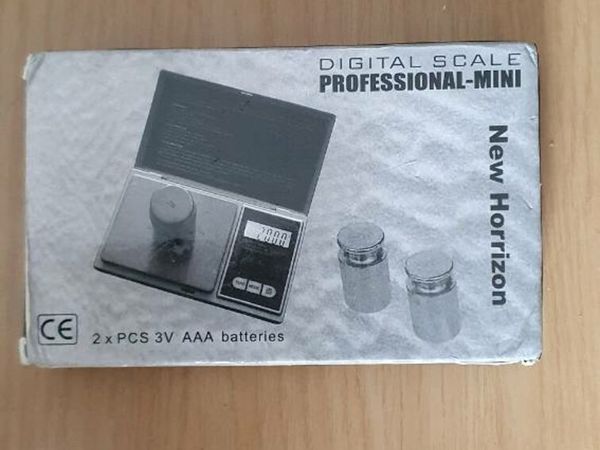 DIGITAL SCALE
PROFESSIONAL-MINI
New Horrizon
CE
2 x PCS 3V AAA batteries